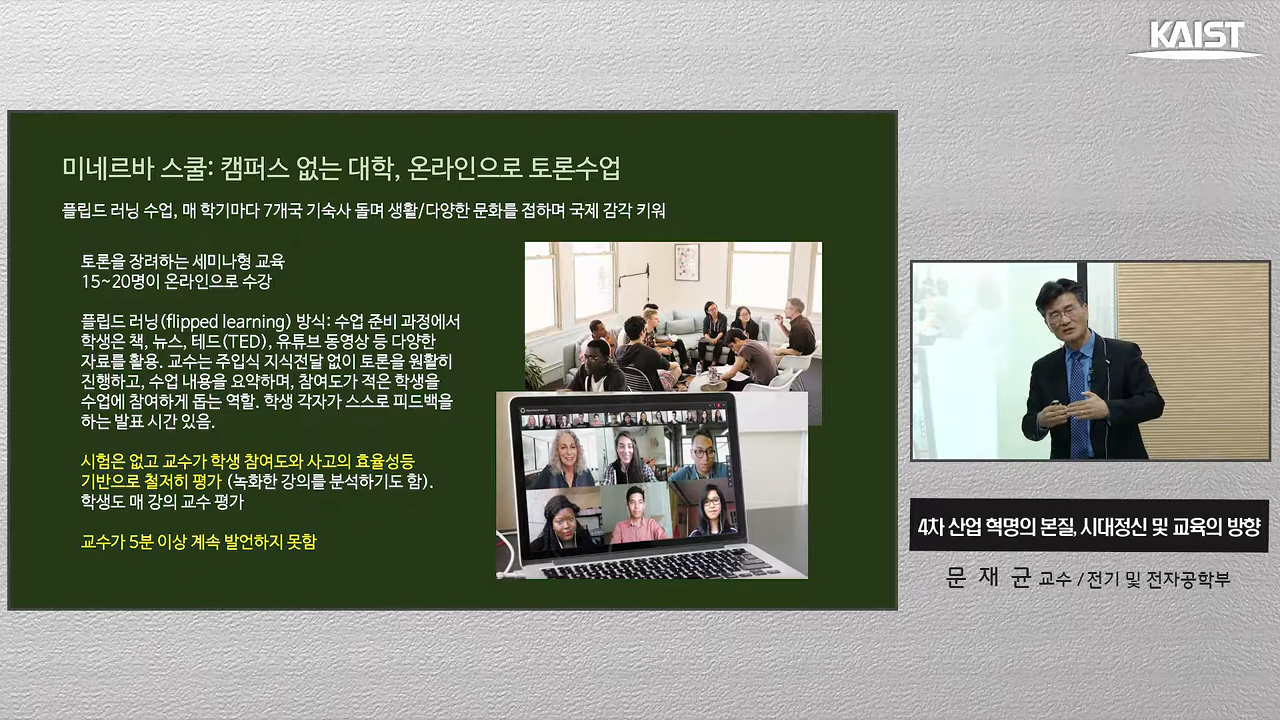 KAIST
미네르바 스쿨: 캠퍼스 없는 대학, 온라인으로 토론수업
플립드 러닝 수업, 매 학기마다 7개국 기숙사 돌며 생활/다양한 문화를 접하며 국제 감각 키워
토론을 장려하는 세미나형 교육
15~20명이 온라인으로 수강
플립드 러닝(flipped learning) 방식: 수업 준비 과정에서
학생은 책, 뉴스, 테드(TED), 유튜브 동영상 등 다양한
자료를 활용. 교수는 주입식 지식전달 없이 토론을 원활히
진행하고, 수업 내용을 요약하며, 참여도가 적은 학생을
수업에 참여하게 돕는 역할. 학생 각자가 스스로 피드백을
하는 발표 시간 있음.
시험은 없고 교수가 학생 참여도와 사고의 효율성등
기반으로 철저히 평가 (녹화한 강의를 분석하기도 함).
학생도 매 강의 교수 평가
교수가 5분 이상 계속 발언하지 못함
4차 산업 혁명의 본질, 시대정신 및 교육의 방향
문 재 균 교수 / 전기 및 전자공학부